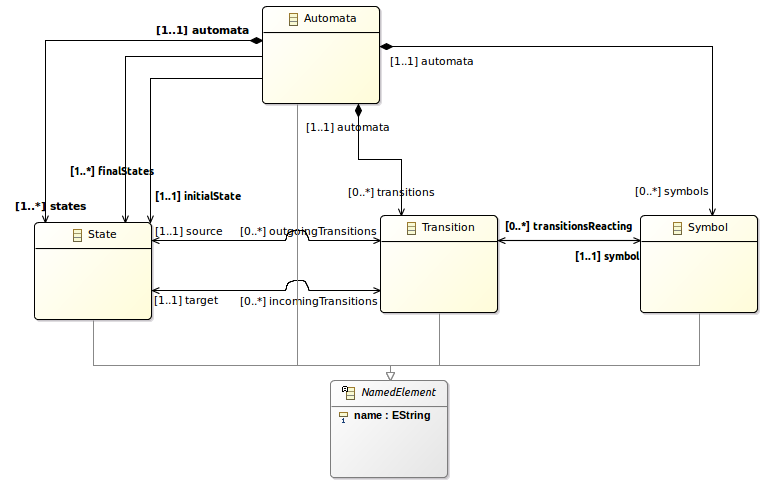 Automata
[1..1] automata
[1..1] automata
[1..1] automata
[1..*] finalStates
[1..1] initialState
[0..*] transitions
[0..*] symbols
[1..*] states
State
[1..1] source
[0..*] outgoingTransitions
Transition
[0..*] transitionsReacting
Symbol
[1..1] symbol
[1..1] target
[0..*] incomingTransitions
NamedElement
name : EString